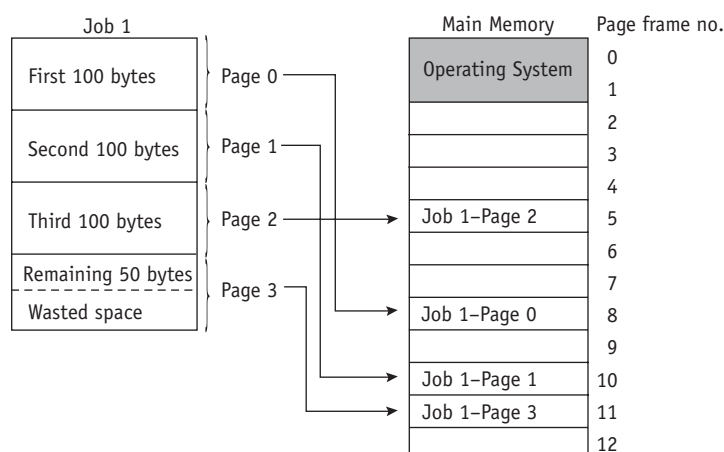 Job 1
First 100 bytes
Second 100 bytes
Third 100 bytes
Remaining 50 bytes
Wasted space
Page 0
Page 1
Page 2
Page 3
Main Memory
Operating System
Job 1–Page 2
Job 1–Page 0
Job 1–Page 1
Job 1–Page 3
Page frame no.
0
1
2
3
4
5
6
7
8
9
10
11
12